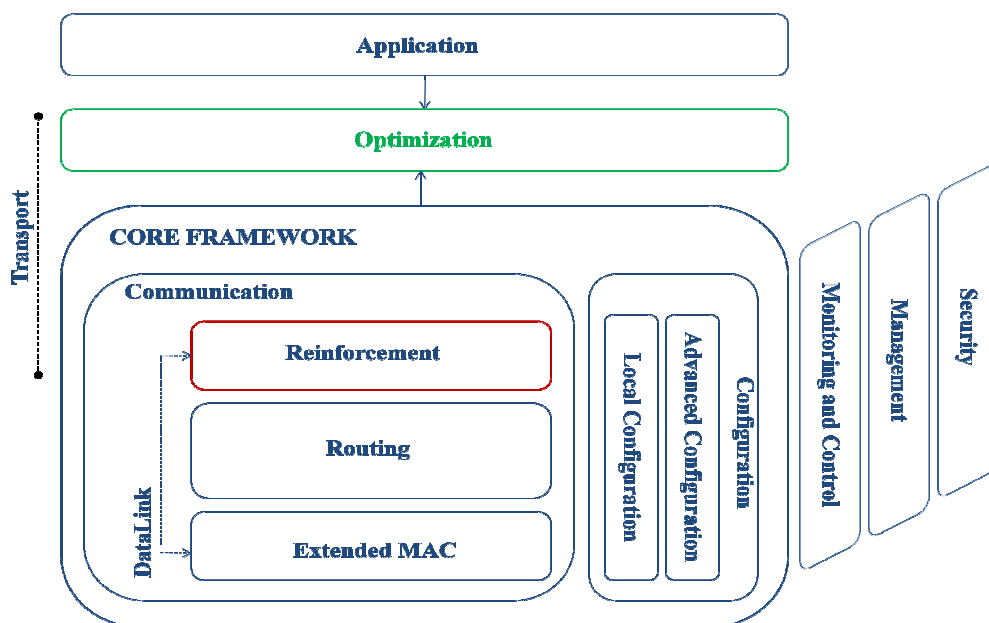 Application
Optimization
Transport
CORE FRAMEWORK
Communication
Reinforcement
Routing
Extended MAC
DataLink
Local Configuration
Advanced Configuration
Configuration
Monitoring and Control
Management
Security